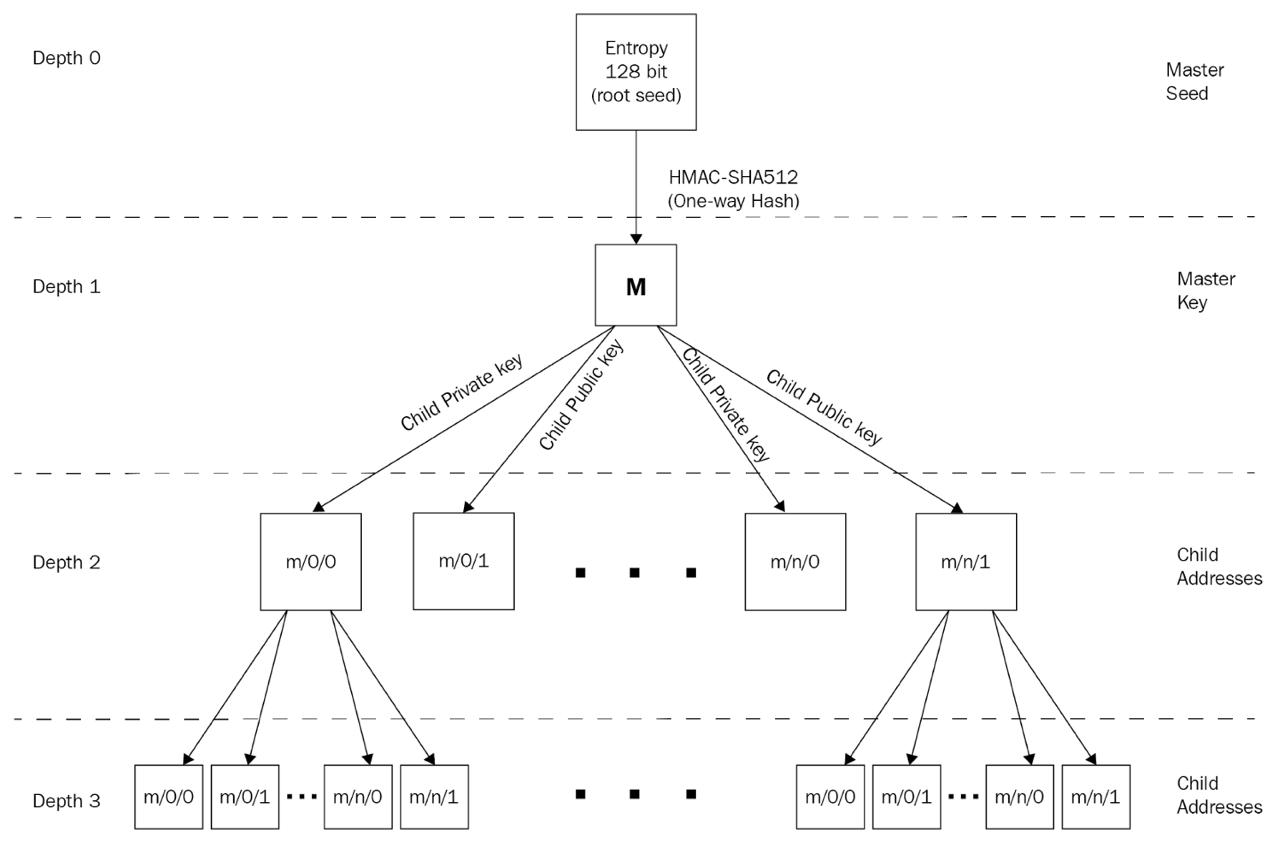 Depth 0
Entropy
128 bit
(root seed)
Master
Seed
HMAC-SHA512
(One-way Hash)
Depth 1
M
Master
Key
Child Private key
Child Public key
Child Private key
Child Public key
Depth 2
m/0/0
m/0/1
m/n/0
m/n/1
Child
Addresses
Depth 3
m/0/0
m/0/1
m/n/0
m/n/1
m/0/0
m/0/1
m/n/0
m/n/1
Child
Addresses